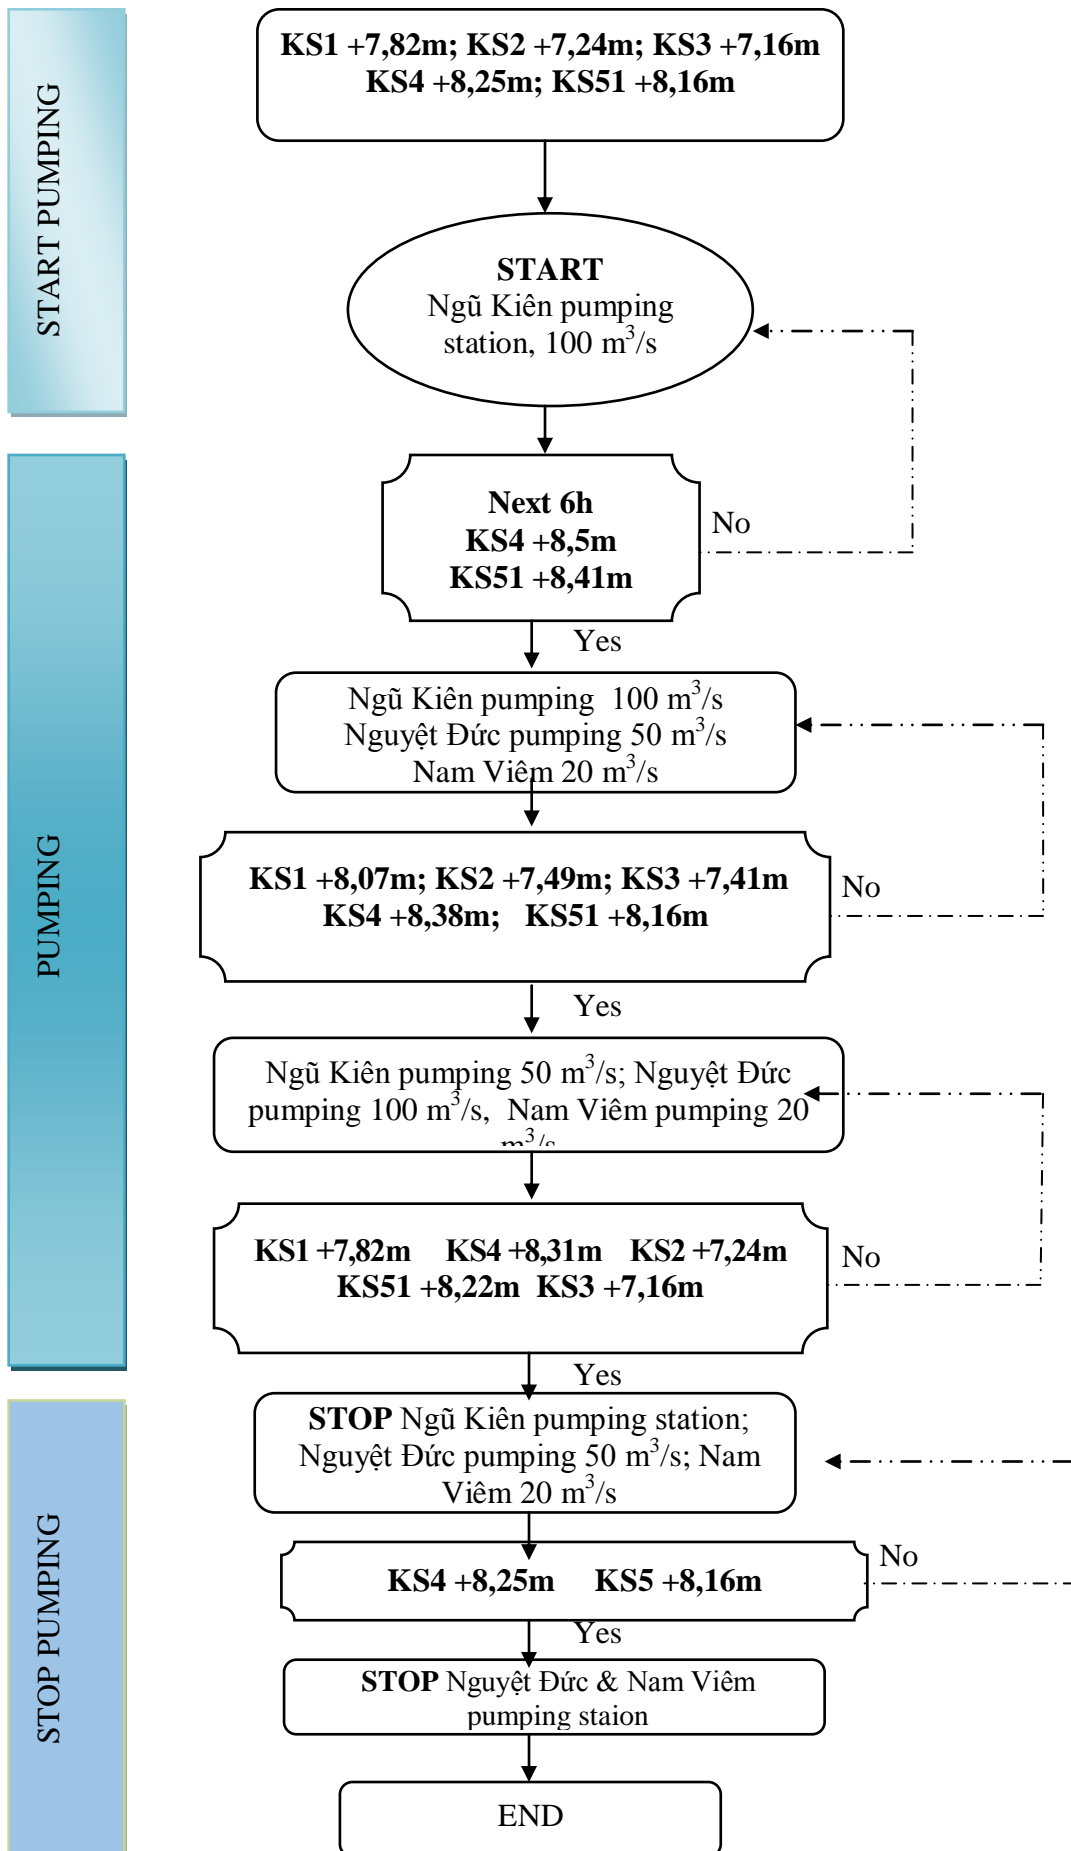 START PUMPING
KS1 +7,82m; KS2 +7,24m; KS3 +7,16m
KS4 +8,25m; KS51 +8,16m
START
Ngũ Kiên pumping
station, 100 m³/s
PUMPING
Next 6h
KS4 +8,5m
KS51 +8,41m
No
Yes
Ngũ Kiên pumping 100 m³/s
Nguyệt Đức pumping 50 m³/s
Nam Viêm 20 m³/s
KS1 +8,07m; KS2 +7,49m; KS3 +7,41m
KS4 +8,38m; KS51 +8,16m
No
Yes
Ngũ Kiên pumping 50 m³/s; Nguyệt Đức
pumping 100 m³/s, Nam Viêm pumping 20
m³/s
KS1 +7,82m KS4 +8,31m KS2 +7,24m
KS51 +8,22m KS3 +7,16m
No
Yes
STOP PUMPING
STOP Ngũ Kiên pumping station;
Nguyệt Đức pumping 50 m³/s; Nam
Viêm 20 m³/s
KS4 +8,25m KS5 +8,16m
No
Yes
STOP Nguyệt Đức & Nam Viêm
pumping staion
END